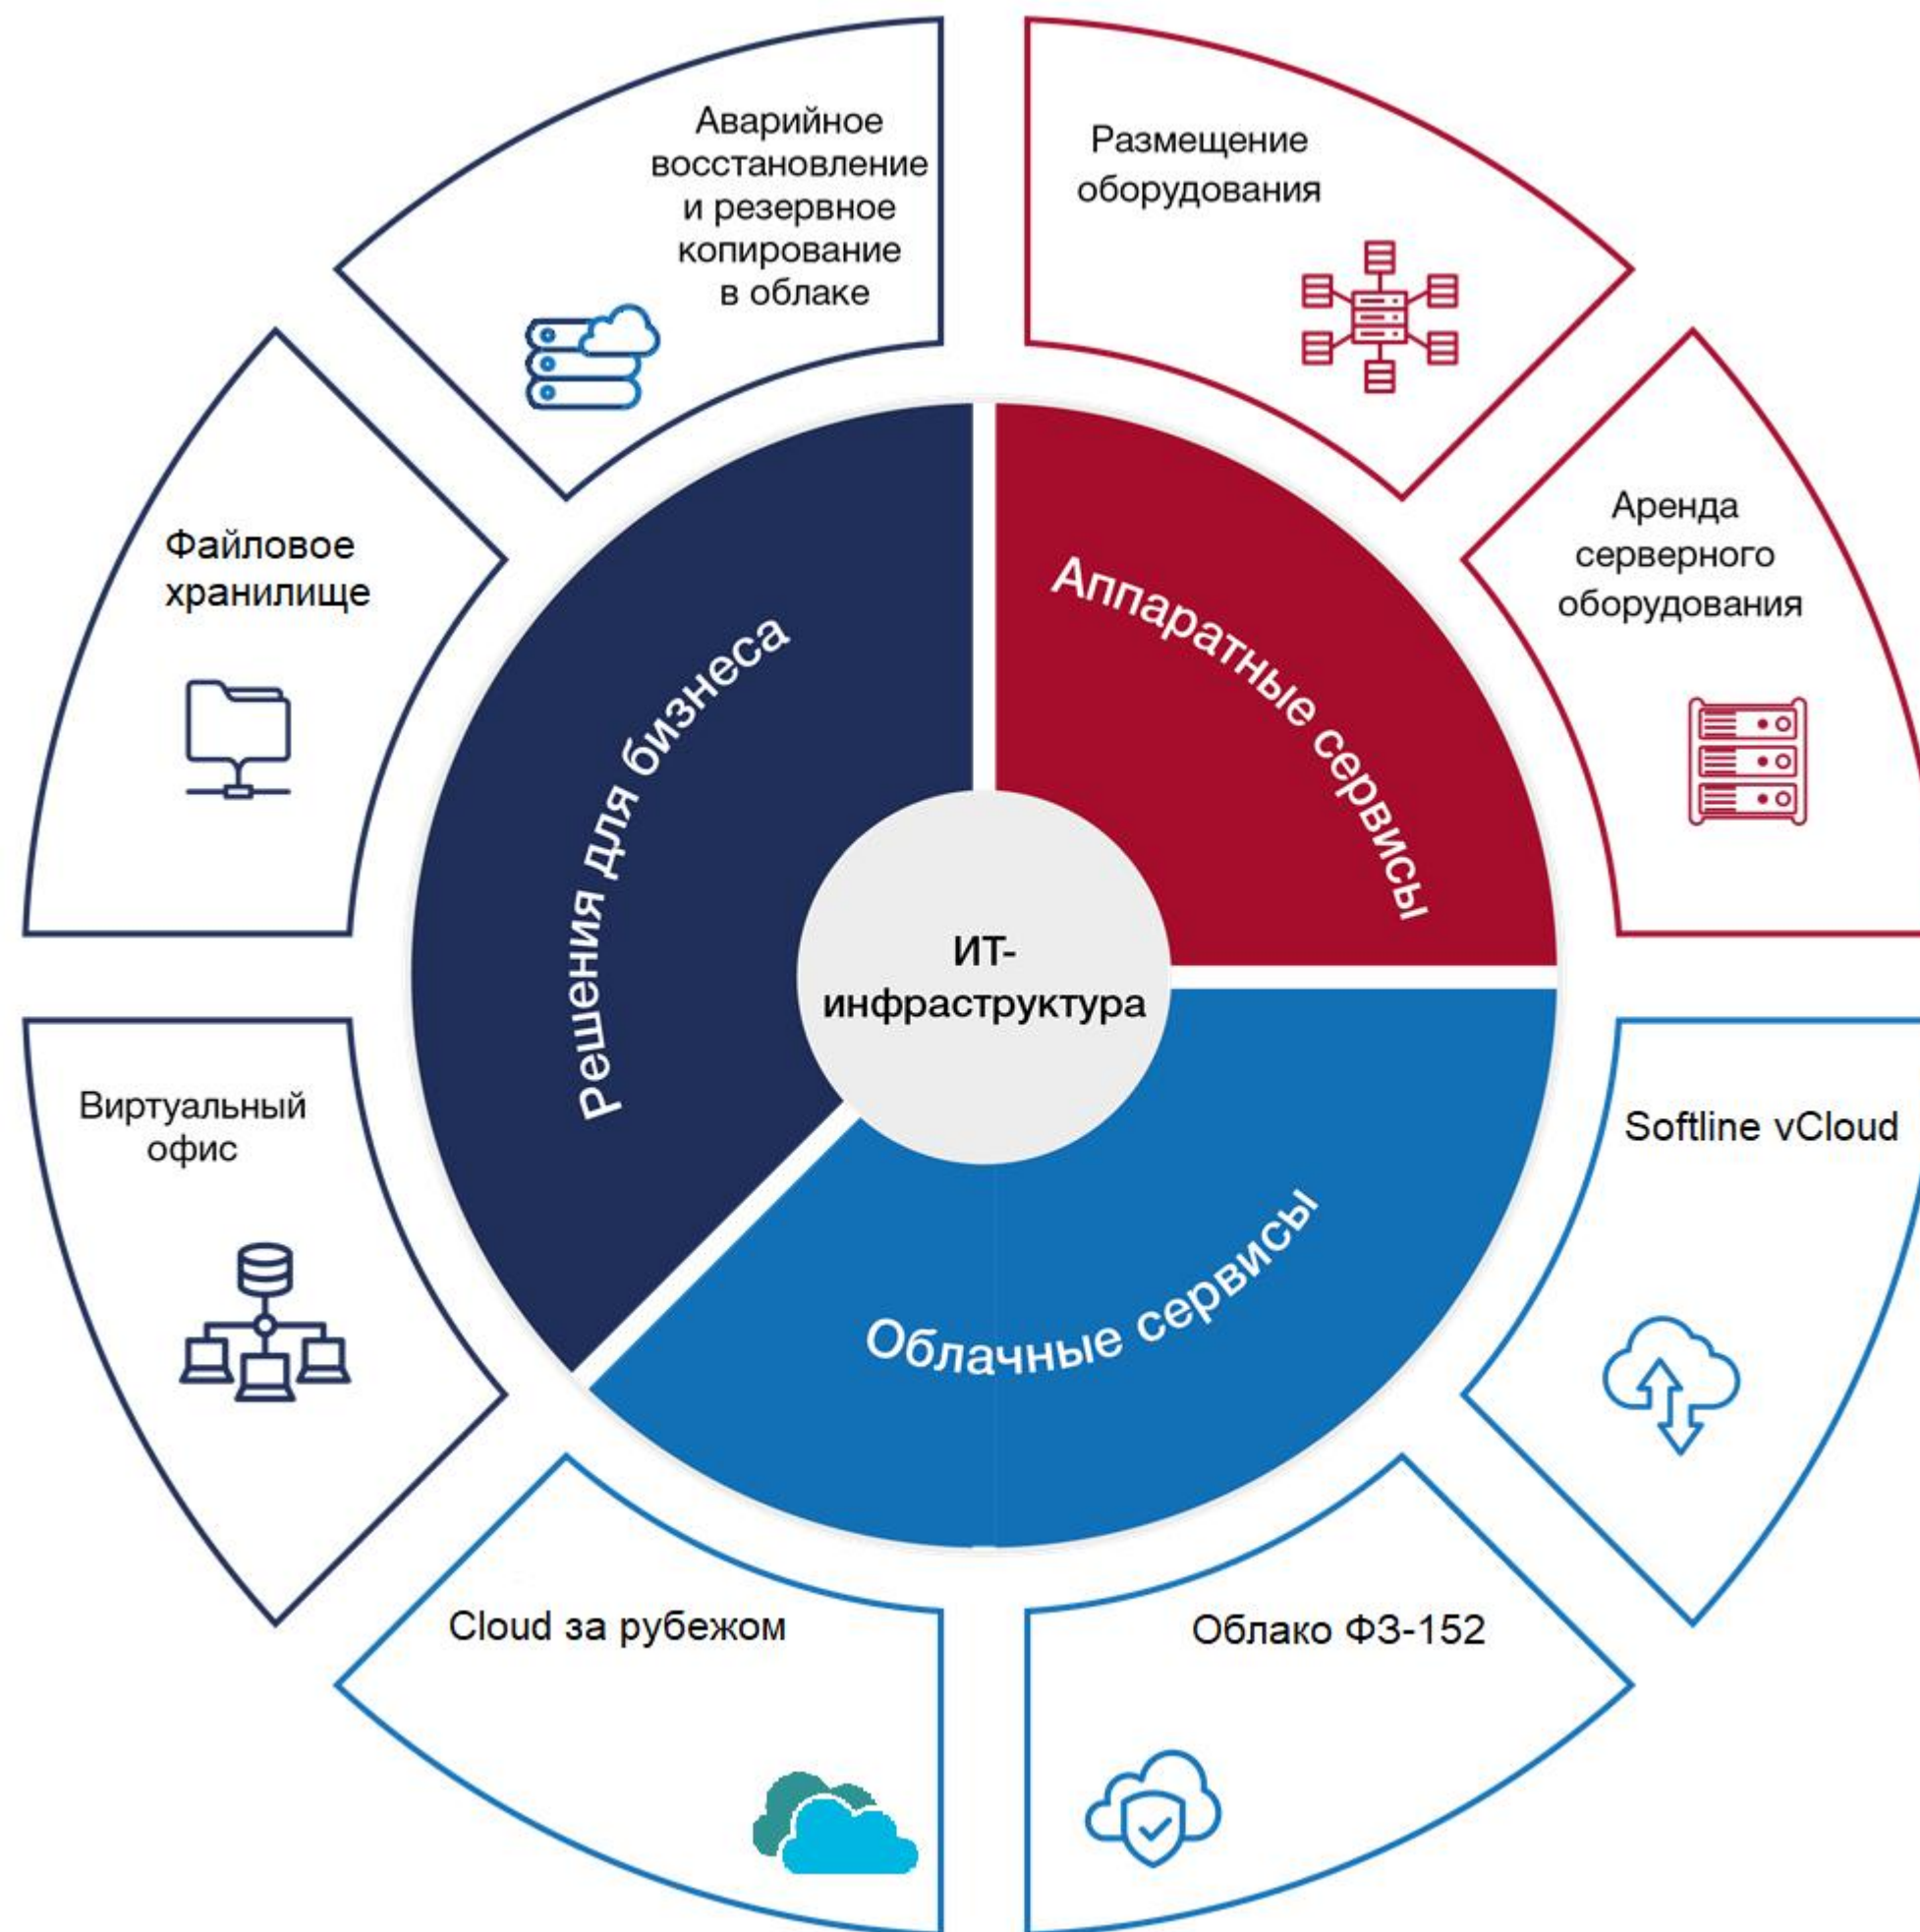 Аварийное
восстановление
и резервное
копирование
в облаке
Размещение
оборудования
Файловое
хранилище
Аренда
серверного
оборудования
Решения для бизнеса
Аппаратные сервисы
ИТ-
инфраструктура
Облачные сервисы
Виртуальный
офис
Softline vCloud
Cloud за рубежом
Облако ФЗ-152